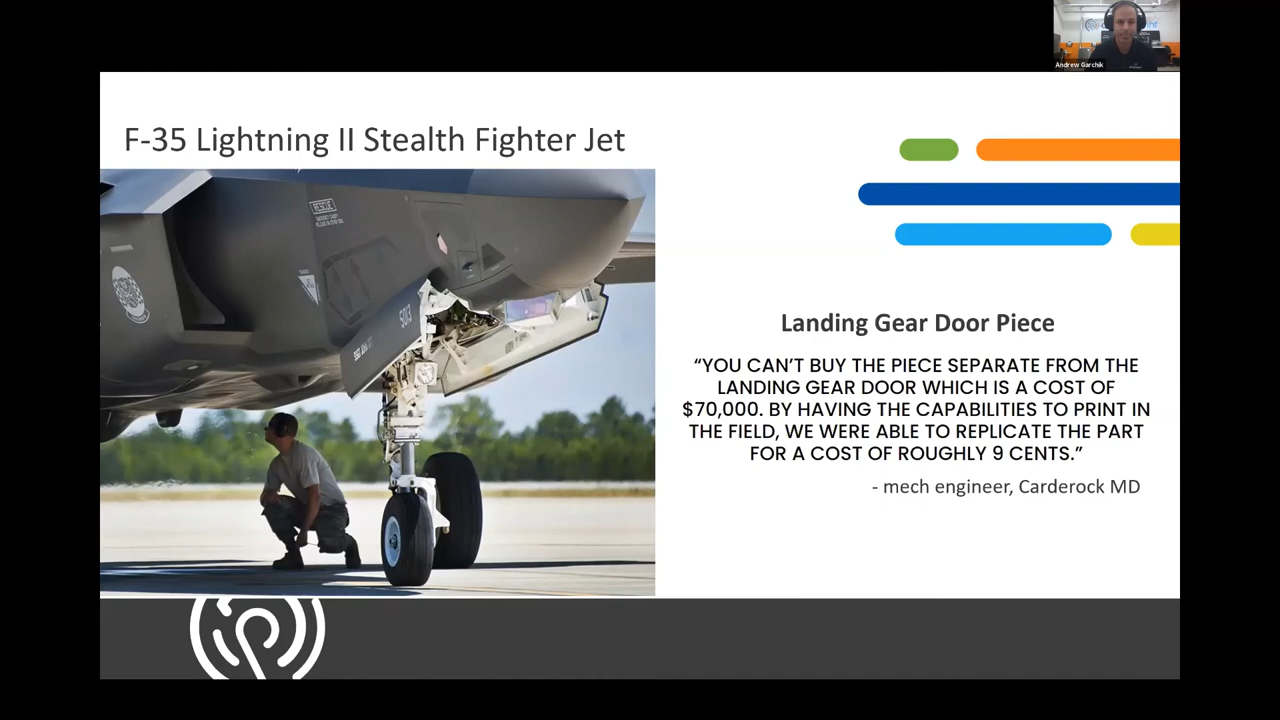 Andrew Garchik
F-35 Lightning II Stealth Fighter Jet
RESCUE
5013
Landing Gear Door Piece
“YOU CAN’T BUY THE PIECE SEPARATE FROM THE
LANDING GEAR DOOR WHICH IS A COST OF
$70,000. BY HAVING THE CAPABILITIES TO PRINT IN
THE FIELD, WE WERE ABLE TO REPLICATE THE PART
FOR A COST OF ROUGHLY 9 CENTS.”
- mech engineer, Carderock MD